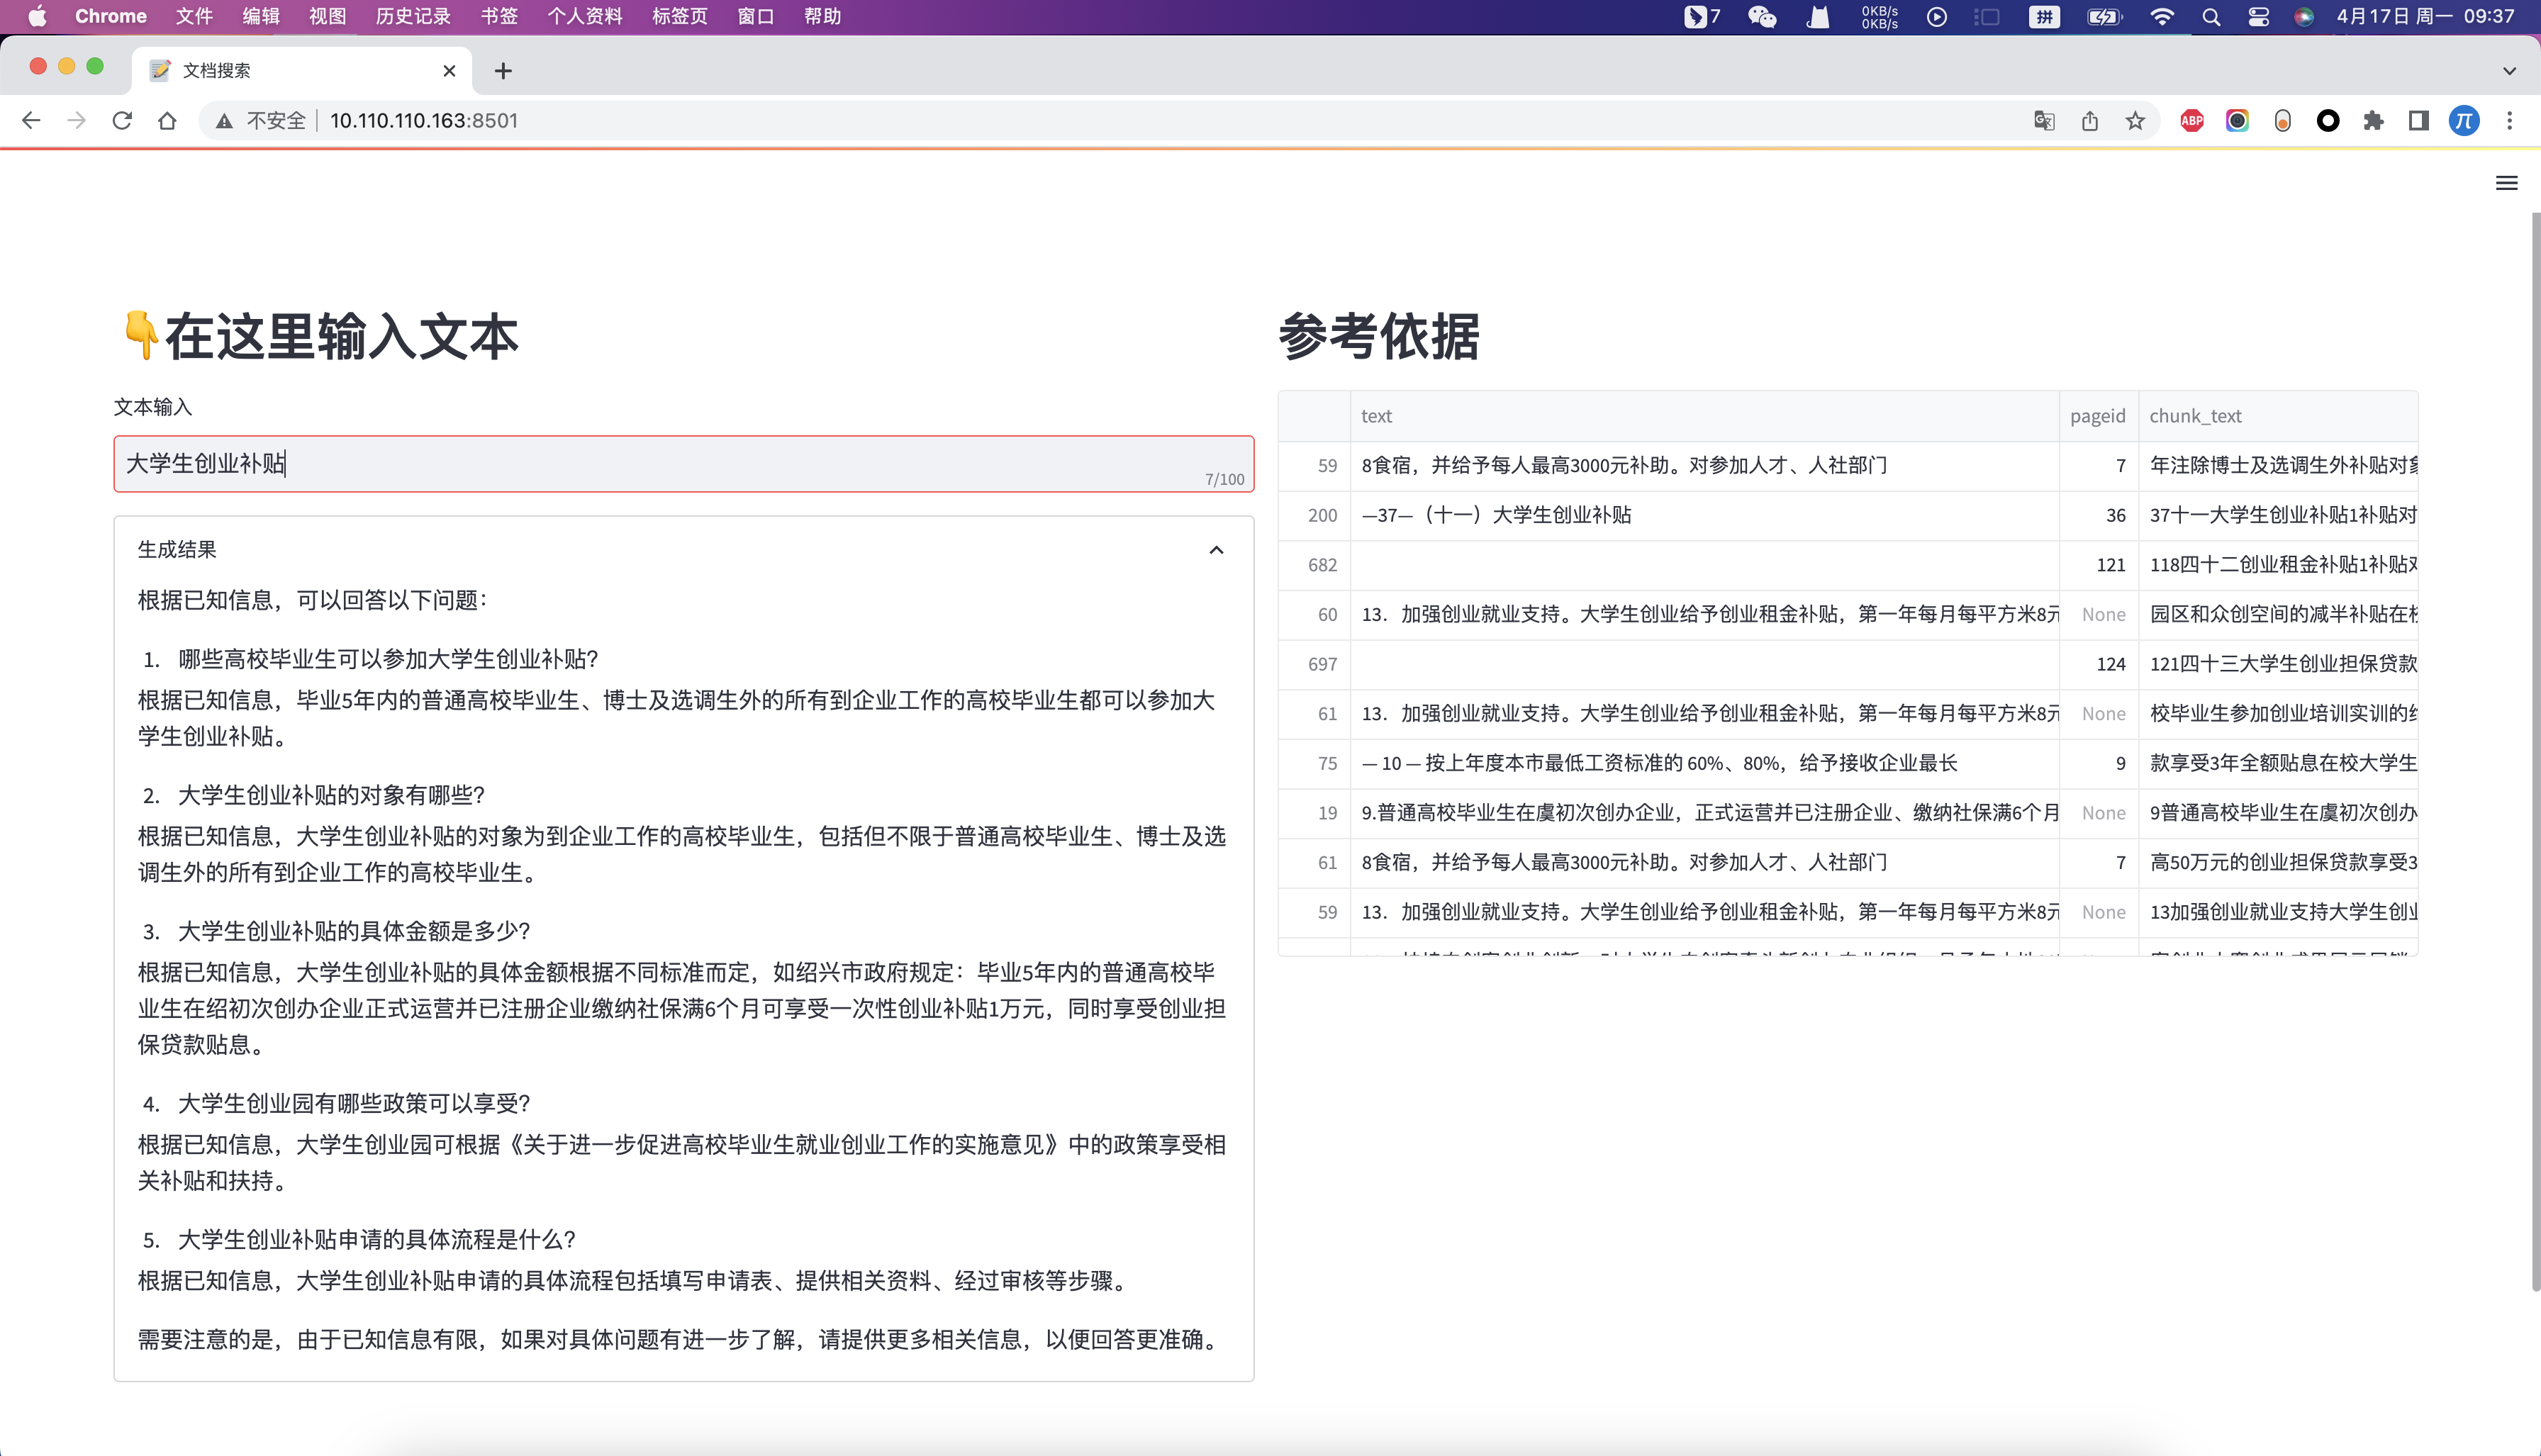 Chrome 文件 编辑 视图 历史记录 书签 个人资料 标签页 窗口 帮助
7 0KB/s 0KB/s 拼 4月17日 周一 09:37
文档搜索
不安全 10.110.110.163:8501 ABP π
👇在这里输入文本
文本输入
大学生创业补贴
7/100
生成结果
根据已知信息，可以回答以下问题：
1. 哪些高校毕业生可以参加大学生创业补贴？
根据已知信息，毕业5年内的普通高校毕业生、博士及选调生外的所有到企业工作的高校毕业生都可以参加大
学生创业补贴。
2. 大学生创业补贴的对象有哪些？
根据已知信息，大学生创业补贴的对象为到企业工作的高校毕业生，包括但不限于普通高校毕业生、博士及选
调生外的所有到企业工作的高校毕业生。
3. 大学生创业补贴的具体金额是多少？
根据已知信息，大学生创业补贴的具体金额根据不同标准而定，如绍兴市政府规定：毕业5年内的普通高校毕
业生在绍初次创办企业正式运营并已注册企业缴纳社保满6个月可享受一次性创业补贴1万元，同时享受创业担
保贷款贴息。
4. 大学生创业园有哪些政策可以享受？
根据已知信息，大学生创业园可根据《关于进一步促进高校毕业生就业创业工作的实施意见》中的政策享受相
关补贴和扶持。
5. 大学生创业补贴申请的具体流程是什么？
根据已知信息，大学生创业补贴申请的具体流程包括填写申请表、提供相关资料、经过审核等步骤。
需要注意的是，由于已知信息有限，如果对具体问题有进一步了解，请提供更多相关信息，以便回答更准确。
参考依据
text pageid chunk_text
59 8食宿，并给予每人最高3000元补助。对参加人才、人社部门 7 年注除博士及选调生外补贴对象
200 —37—（十一）大学生创业补贴 36 37十一大学生创业补贴1补贴对
682 121 118四十二创业租金补贴1补贴对
60 13. 加强创业就业支持。大学生创业给予创业租金补贴，第一年每月每平方米8元 None 园区和众创空间的减半补贴在校
697 124 121四十三大学生创业担保贷款
61 13. 加强创业就业支持。大学生创业给予创业租金补贴，第一年每月每平方米8元 None 校毕业生参加创业培训实训的给
75 — 10 — 按上年度本市最低工资标准的 60%、80%，给予接收企业最长 9 款享受3年全额贴息在校大学生
19 9.普通高校毕业生在虞初次创办企业，正式运营并已注册企业、缴纳社保满6个月 None 9普通高校毕业生在虞初次创办
61 8食宿，并给予每人最高3000元补助。对参加人才、人社部门 7 高50万元的创业担保贷款享受3
59 13. 加强创业就业支持。大学生创业给予创业租金补贴，第一年每月每平方米8元 None 13加强创业就业支持大学生创业